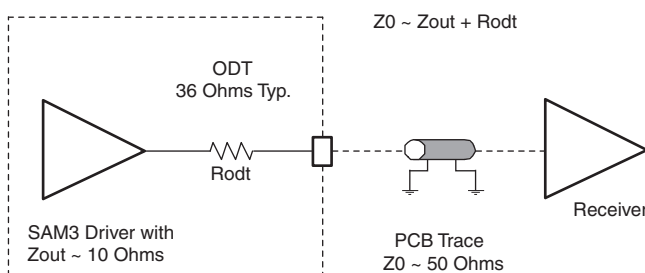 Z0 ~ Zout + Rodt
ODT
36 Ohms Typ.
Rodt
Receiver
SAM3 Driver with
Zout ~ 10 Ohms
PCB Trace
Z0 ~ 50 Ohms